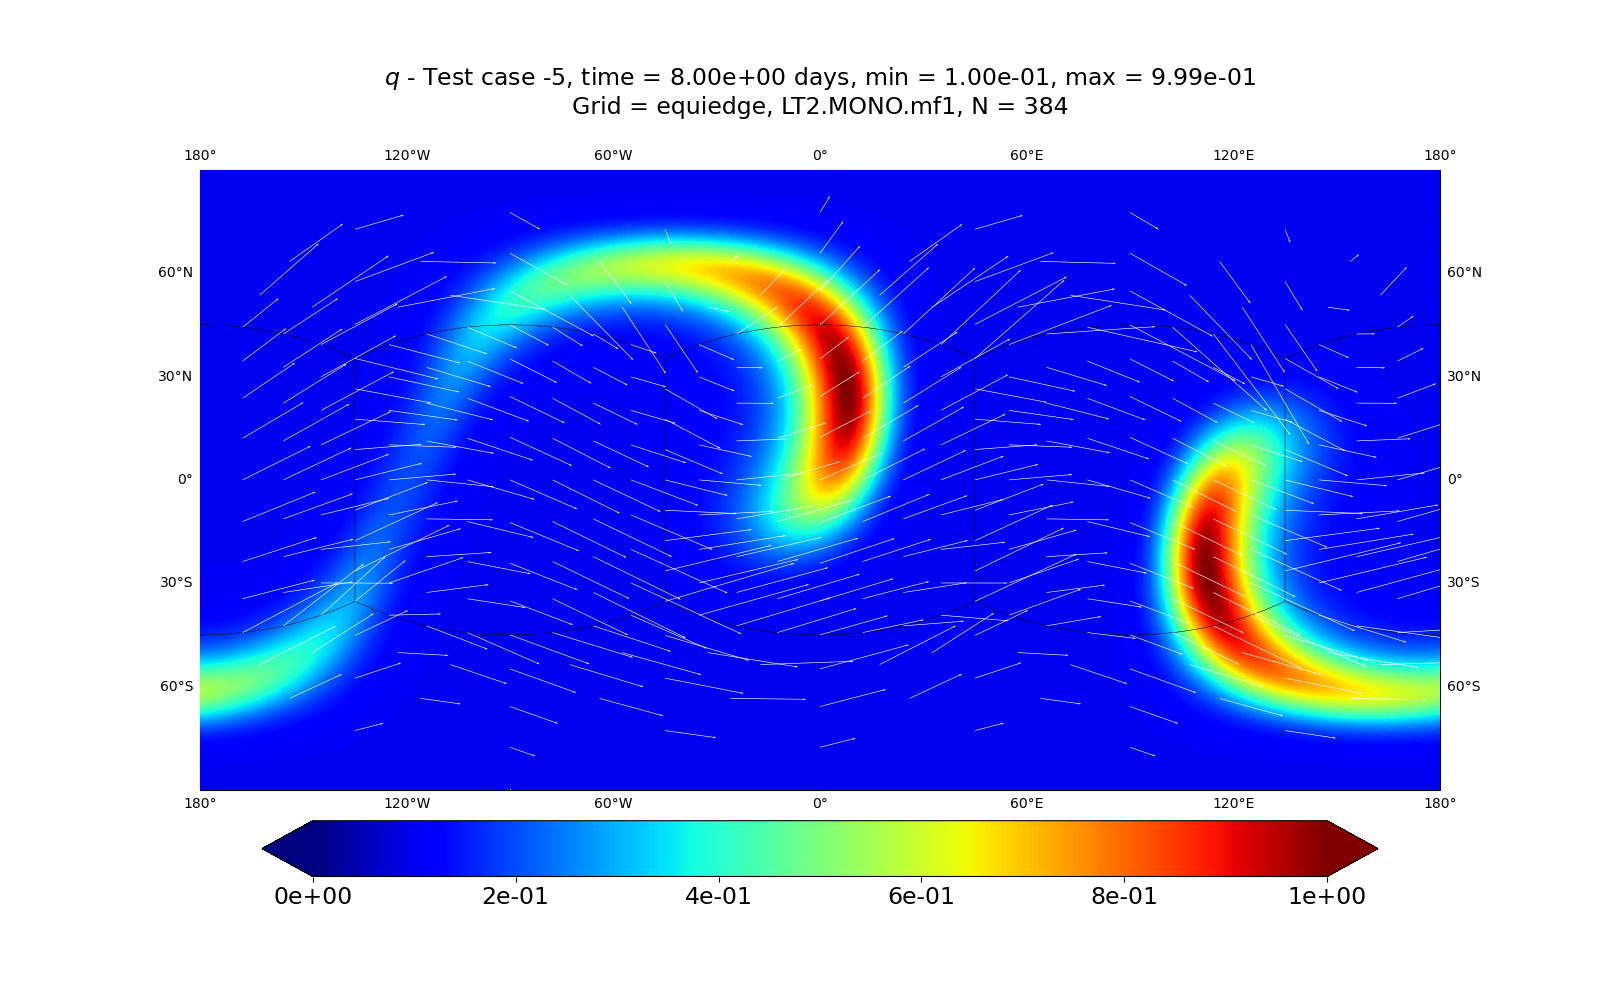 q - Test case -5, time = 8.00e+00 days, min = 1.00e-01, max = 9.99e-01
Grid = equiedge, LT2.MONO.mf1, N = 384
180° 120°W 60°W 0° 60°E 120°E 180°
60°N 60°N
30°N 30°N
0° 0°
30°S 30°S
60°S 60°S
180° 120°W 60°W 0° 60°E 120°E 180°
0e+00 2e-01 4e-01 6e-01 8e-01 1e+00